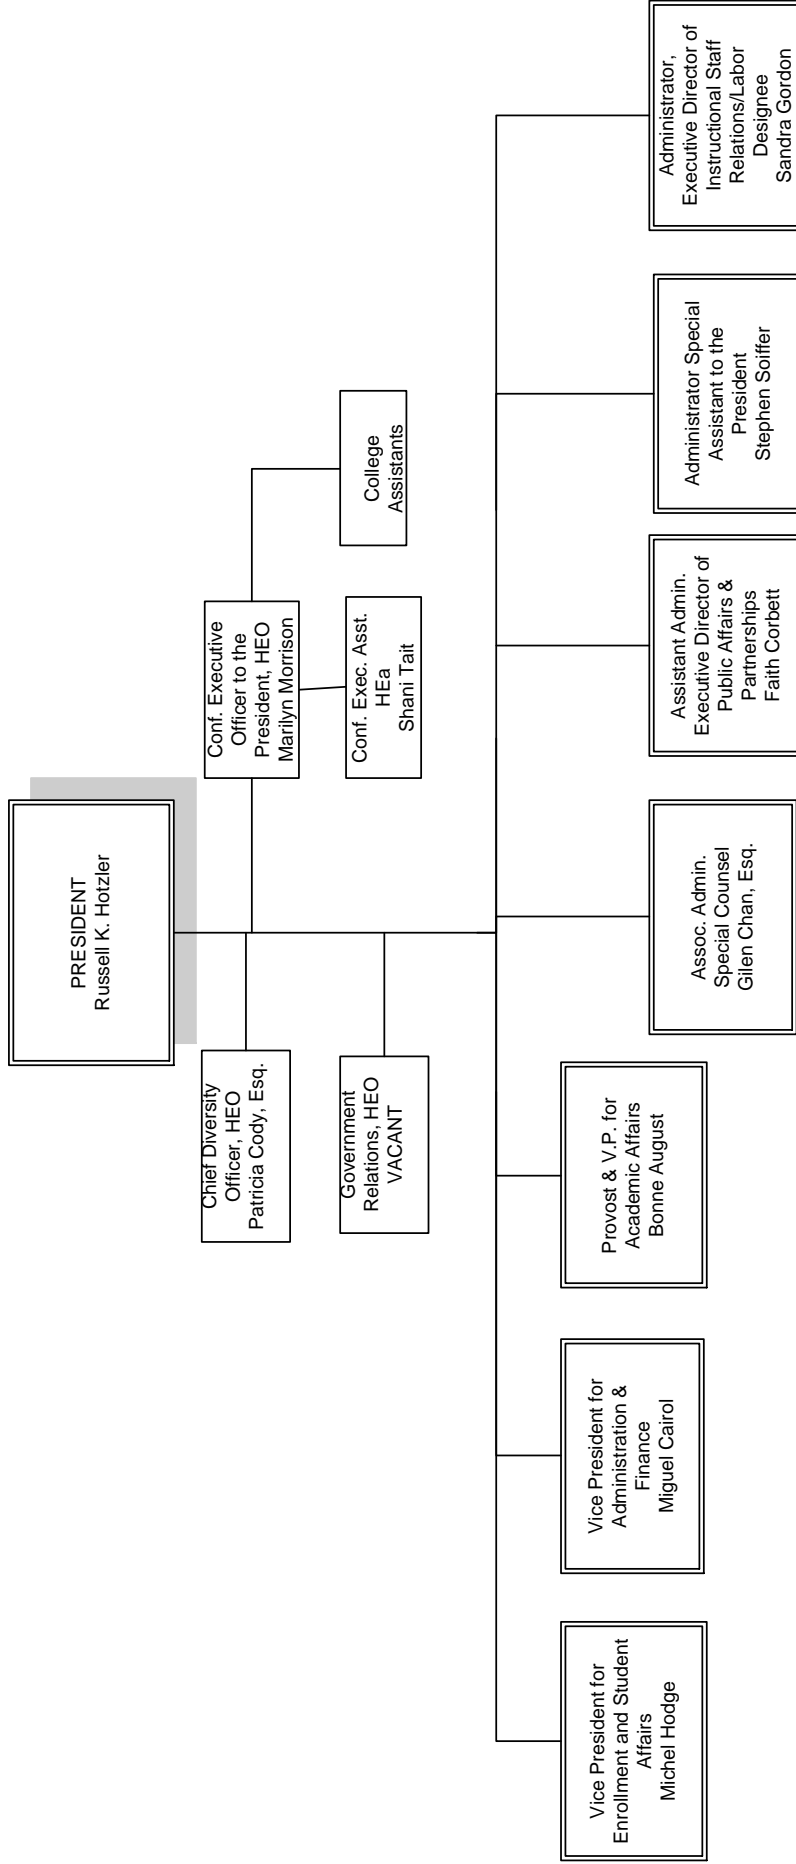 PRESIDENT
Russell K. Hotzler
Chief Diversity
Officer, HEO
Patricia Cody, Esq.
Conf. Executive
Officer to the
President, HEO
Marilyn Morrison
Government
Relations, HEO
VACANT
Conf. Exec. Asst.
HEa
Shani Tait
College
Assistants
Vice President for
Enrollment and Student
Affairs
Michel Hodge
Vice President for
Administration &
Finance
Miguel Cairol
Provost & V.P. for
Academic Affairs
Bonne August
Assoc. Admin.
Special Counsel
Gilen Chan, Esq.
Assistant Admin.
Executive Director of
Public Affairs &
Partnerships
Faith Corbett
Administrator Special
Assistant to the
President
Stephen Soiffer
Administrator,
Executive Director of
Instructional Staff
Relations/Labor
Designee
Sandra Gordon